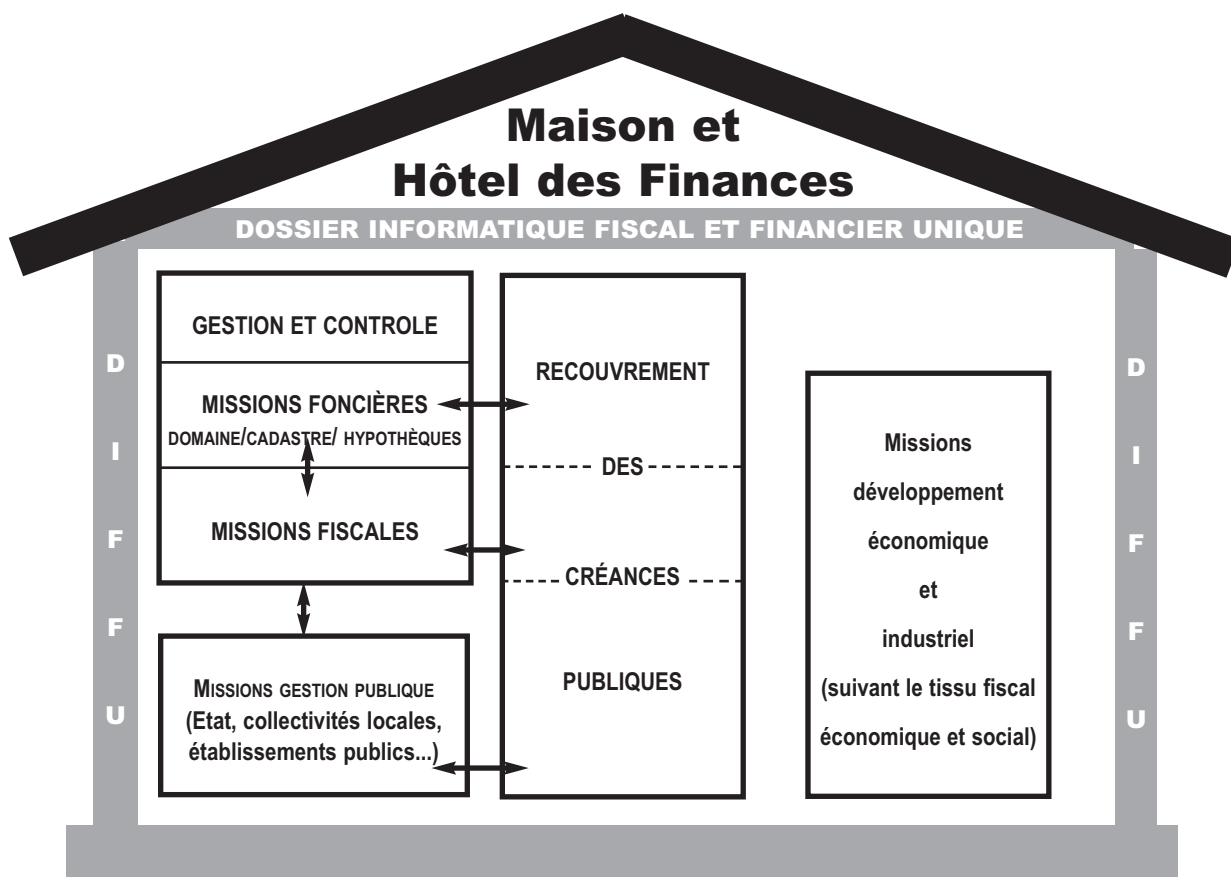 Maison et
Hôtel des Finances
DOSSIER INFORMATIQUE FISCAL ET FINANCIER UNIQUE
D
I
F
F
U
GESTION ET CONTROLE
MISSIONS FONCIÈRES
DOMAINE/CADASTRE/ HYPOTHÈQUES
MISSIONS FISCALES
MISSIONS GESTION PUBLIQUE
(Etat, collectivités locales,
établissements publics...)
RECOUVREMENT
DES
CRÉANCES
PUBLIQUES
Missions
développement
économique
et
industriel
(suivant le tissu fiscal
économique et social)
D
I
F
F
U